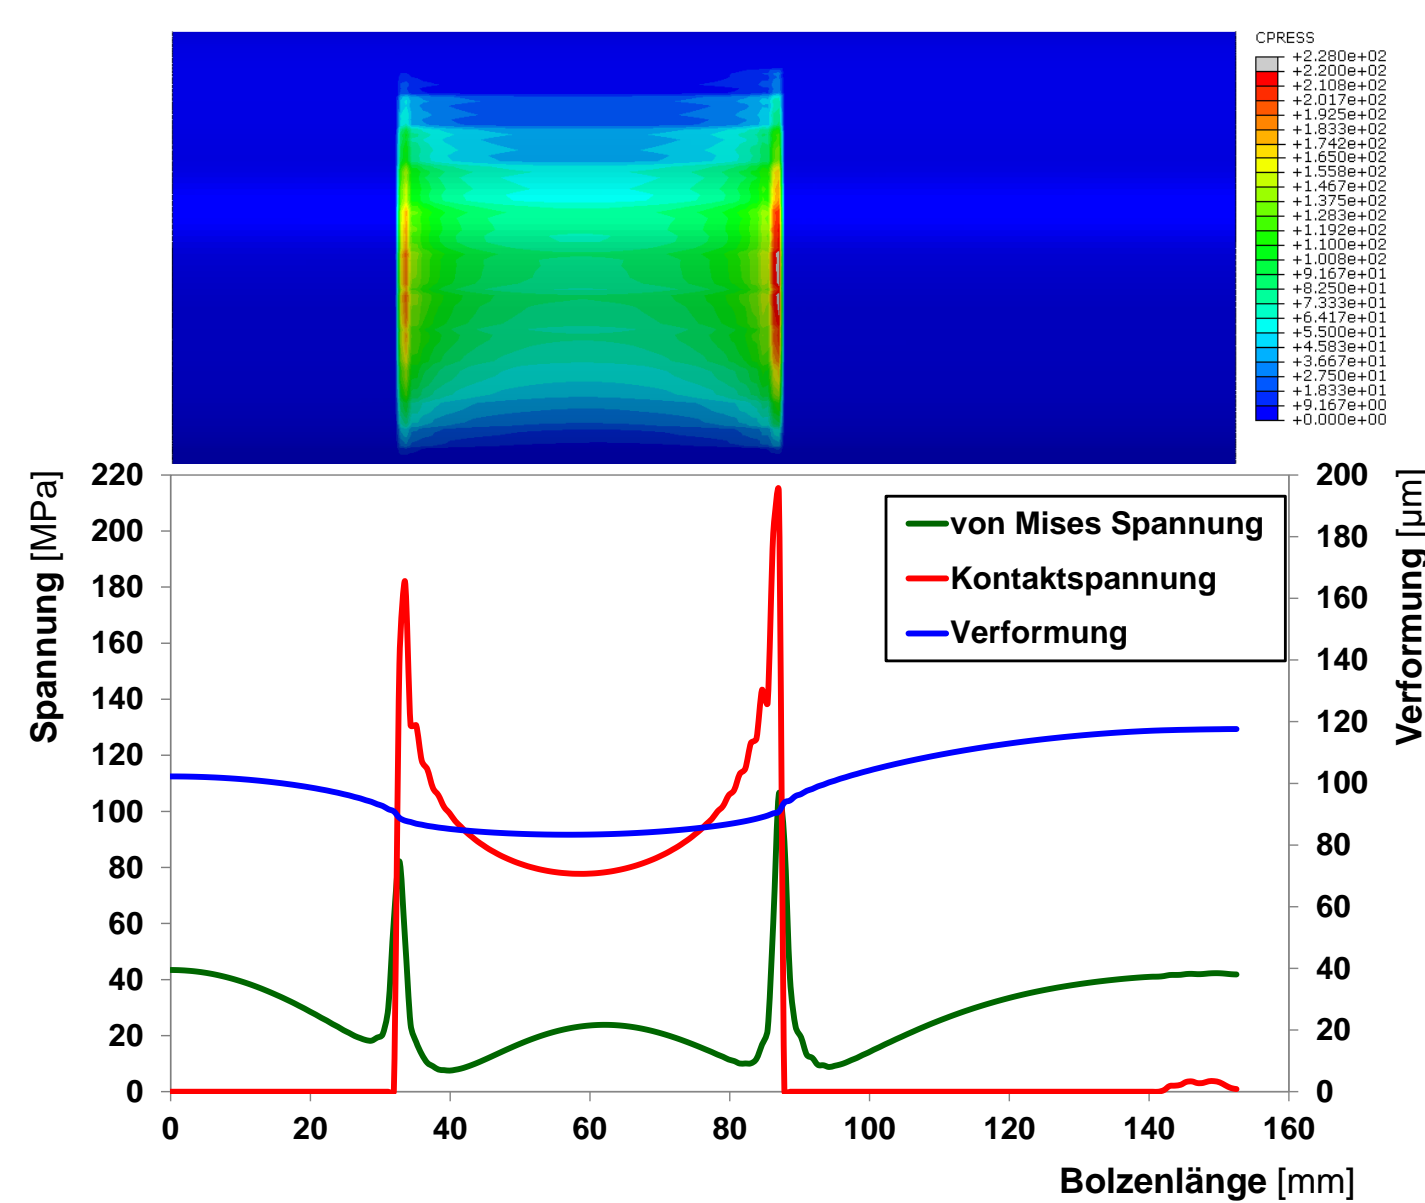 CPRESS
+2.280e+02
+2.200e+02
+2.108e+02
+2.017e+02
+1.925e+02
+1.833e+02
+1.742e+02
+1.650e+02
+1.558e+02
+1.467e+02
+1.375e+02
+1.283e+02
+1.192e+02
+1.100e+02
+1.008e+02
+9.167e+01
+8.250e+01
+7.333e+01
+6.417e+01
+5.500e+01
+4.583e+01
+3.667e+01
+2.750e+01
+1.833e+01
+9.167e+00
+0.000e+00
Spannung [MPa]
220
200
180
160
140
120
100
80
60
40
20
0
von Mises Spannung
Kontaktspannung
Verformung
200
180
160
140
120
100
80
60
40
20
0
Verformung [µm]
0 20 40 60 80 100 120 140 160
Bolzenlänge [mm]